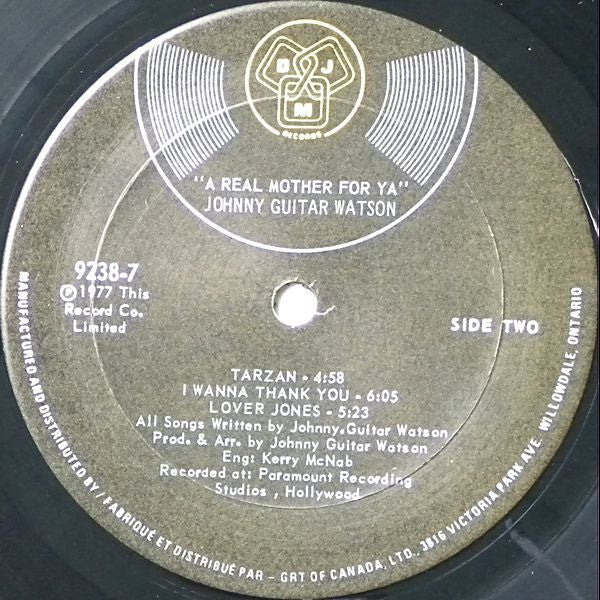 DJM
RECORDS
"A REAL MOTHER FOR YA"
JOHNNY GUITAR WATSON
9238-7
Ⓟ1977 This
Record Co.
Limited
SIDE TWO
TARZAN - 4:58
I WANNA THANK YOU - 6:05
LOVER JONES - 5:23
All Songs Written by Johnny.Guitar Watson
Prod. & Arr. by Johnny Guitar Watson
Eng: Kerry McNab
Recorded at: Paramount Recording
Studios , Hollywood
MANUFACTURED AND DISTRIBUTED BY / FABRIQUÉ ET DISTRIBUÉ PAR - GRT OF CANADA, LTD., 3816 VICTORIA PARK AVE. WILLOWDALE, ONTARIO